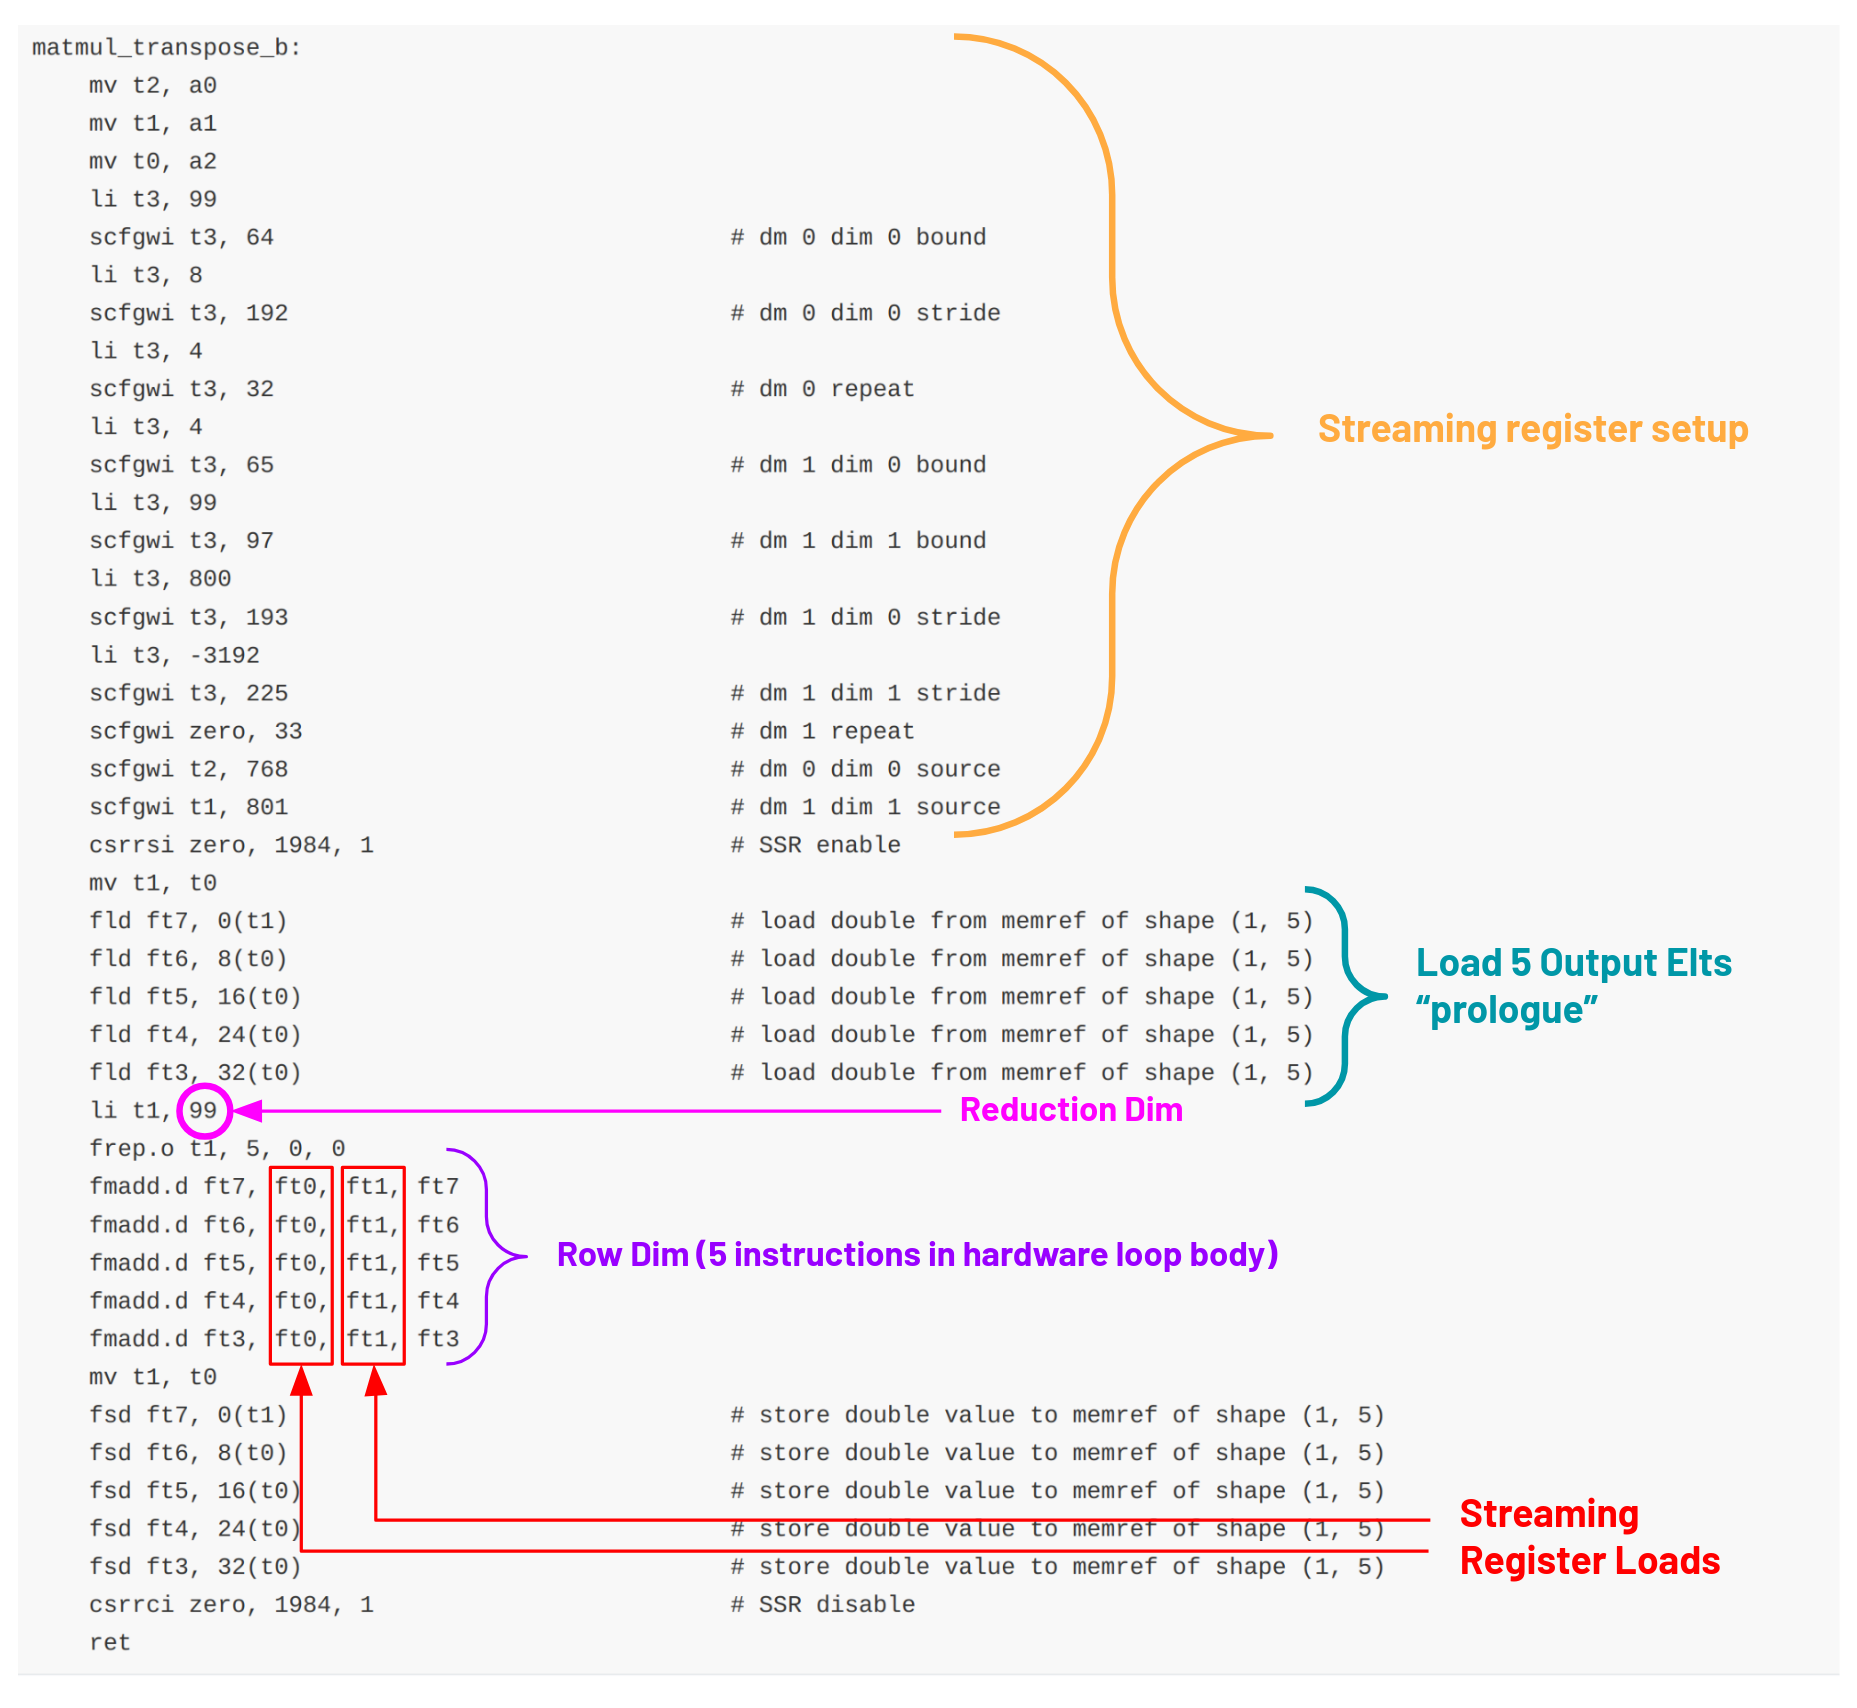 matmul_transpose_b:
mv t2, a0
mv t1, a1
mv t0, a2
li t3, 99
scfgwi t3, 64 # dm 0 dim 0 bound
li t3, 8
scfgwi t3, 192 # dm 0 dim 0 stride
li t3, 4
scfgwi t3, 32 # dm 0 repeat
li t3, 4
scfgwi t3, 65 # dm 1 dim 0 bound
li t3, 99
scfgwi t3, 97 # dm 1 dim 1 bound
li t3, 800
scfgwi t3, 193 # dm 1 dim 0 stride
li t3, -3192
scfgwi t3, 225 # dm 1 dim 1 stride
scfgwi zero, 33 # dm 1 repeat
scfgwi t2, 768 # dm 0 dim 0 source
scfgwi t1, 801 # dm 1 dim 1 source
csrrsi zero, 1984, 1 # SSR enable
mv t1, t0
fld ft7, 0(t1) # load double from memref of shape (1, 5)
fld ft6, 8(t0) # load double from memref of shape (1, 5)
fld ft5, 16(t0) # load double from memref of shape (1, 5)
fld ft4, 24(t0) # load double from memref of shape (1, 5)
fld ft3, 32(t0) # load double from memref of shape (1, 5)
li t1, 99
frep.o t1, 5, 0, 0
fmadd.d ft7, ft0, ft1, ft7
fmadd.d ft6, ft0, ft1, ft6
fmadd.d ft5, ft0, ft1, ft5
fmadd.d ft4, ft0, ft1, ft4
fmadd.d ft3, ft0, ft1, ft3
mv t1, t0
fsd ft7, 0(t1) # store double value to memref of shape (1, 5)
fsd ft6, 8(t0) # store double value to memref of shape (1, 5)
fsd ft5, 16(t0) # store double value to memref of shape (1, 5)
fsd ft4, 24(t0) # store double value to memref of shape (1, 5)
fsd ft3, 32(t0) # store double value to memref of shape (1, 5)
csrrci zero, 1984, 1 # SSR disable
ret
Streaming register setup
Load 5 Output Elts
“prologue”
Reduction Dim
Row Dim (5 instructions in hardware loop body)
Streaming
Register Loads